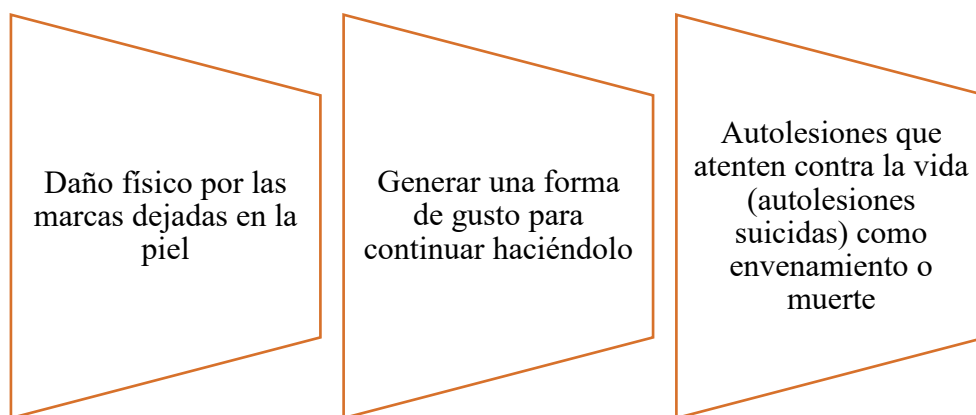 Daño físico por las
marcas dejadas en la
piel
Generar una forma
de gusto para
continuar haciéndolo
Autolesiones que
atenten contra la vida
(autolesiones
suicidas) como
envenamiento o
muerte